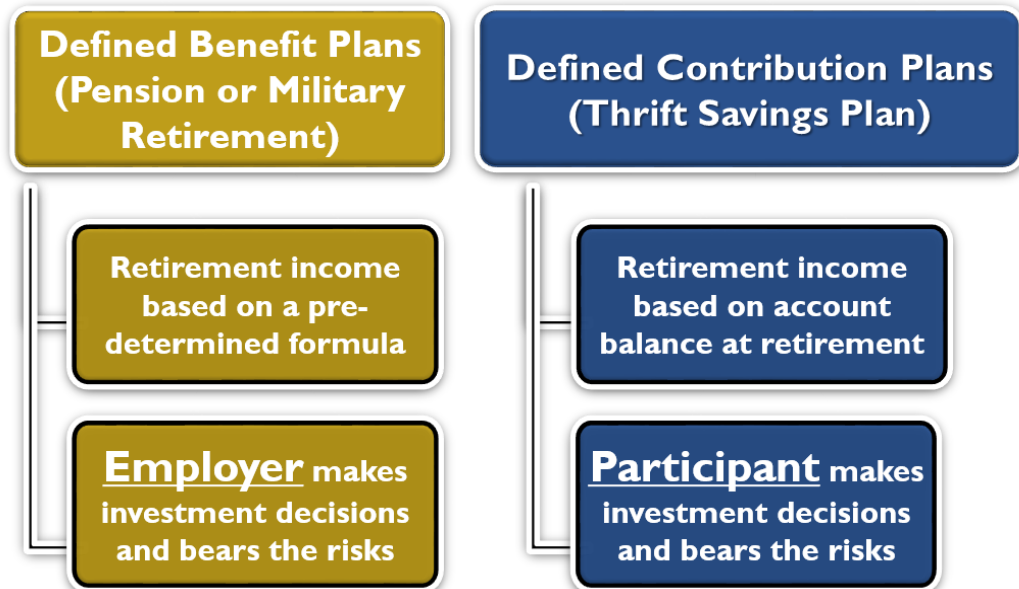 Defined Benefit Plans
(Pension or Military
Retirement)
Retirement income
based on a pre-
determined formula
Employer makes
investment decisions
and bears the risks
Defined Contribution Plans
(Thrift Savings Plan)
Retirement income
based on account
balance at retirement
Participant makes
investment decisions
and bears the risks